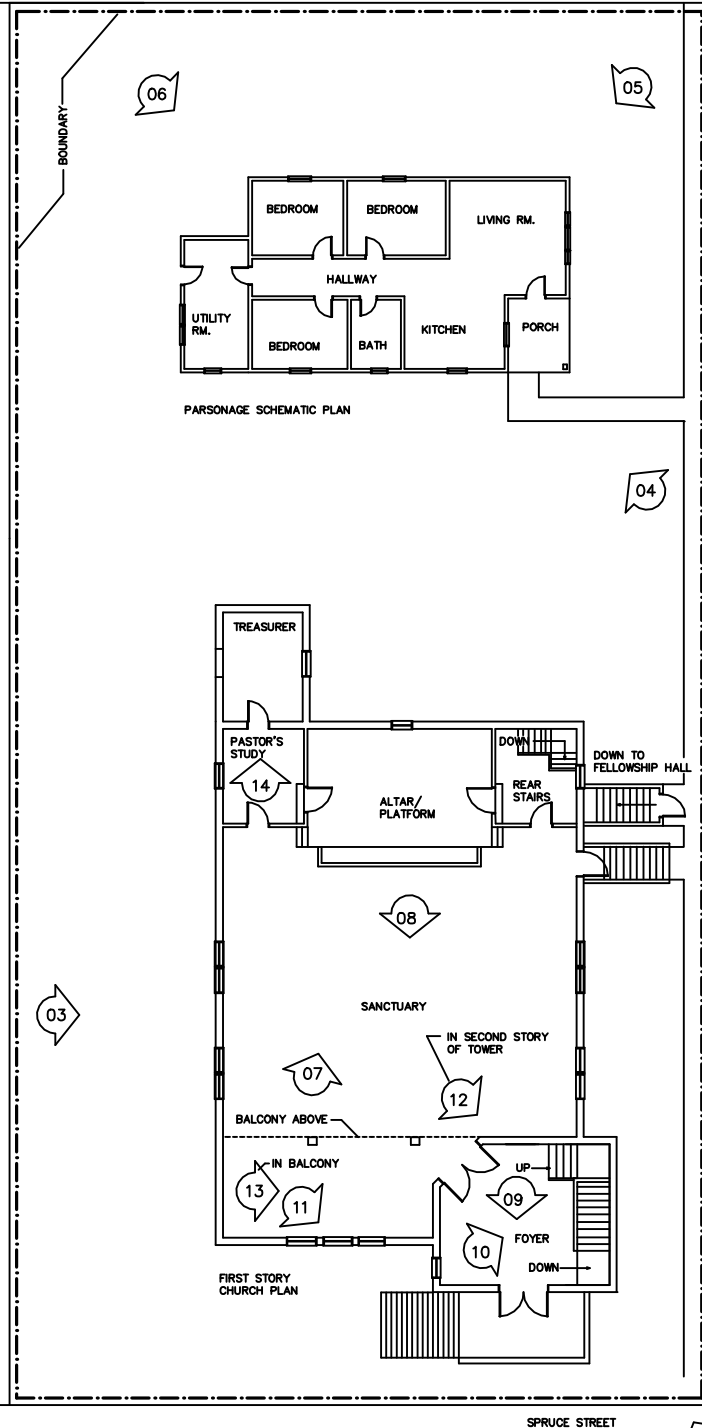 06
05
BOUNDARY
BEDROOM
BEDROOM
LIVING RM.
HALLWAY
UTILITY
RM.
BEDROOM
BATH
KITCHEN
PORCH
PARSONAGE SCHEMATIC PLAN
04
TREASURER
PASTOR'S
STUDY
14
ALTAR/
PLATFORM
DOWN
REAR
STAIRS
DOWN TO
FELLOWSHIP HALL
08
03
SANCTUARY
IN SECOND STORY
OF TOWER
07
12
BALCONY ABOVE
IN BALCONY
13
11
UP
09
10
FOYER
DOWN
FIRST STORY
CHURCH PLAN
SPRUCE STREET